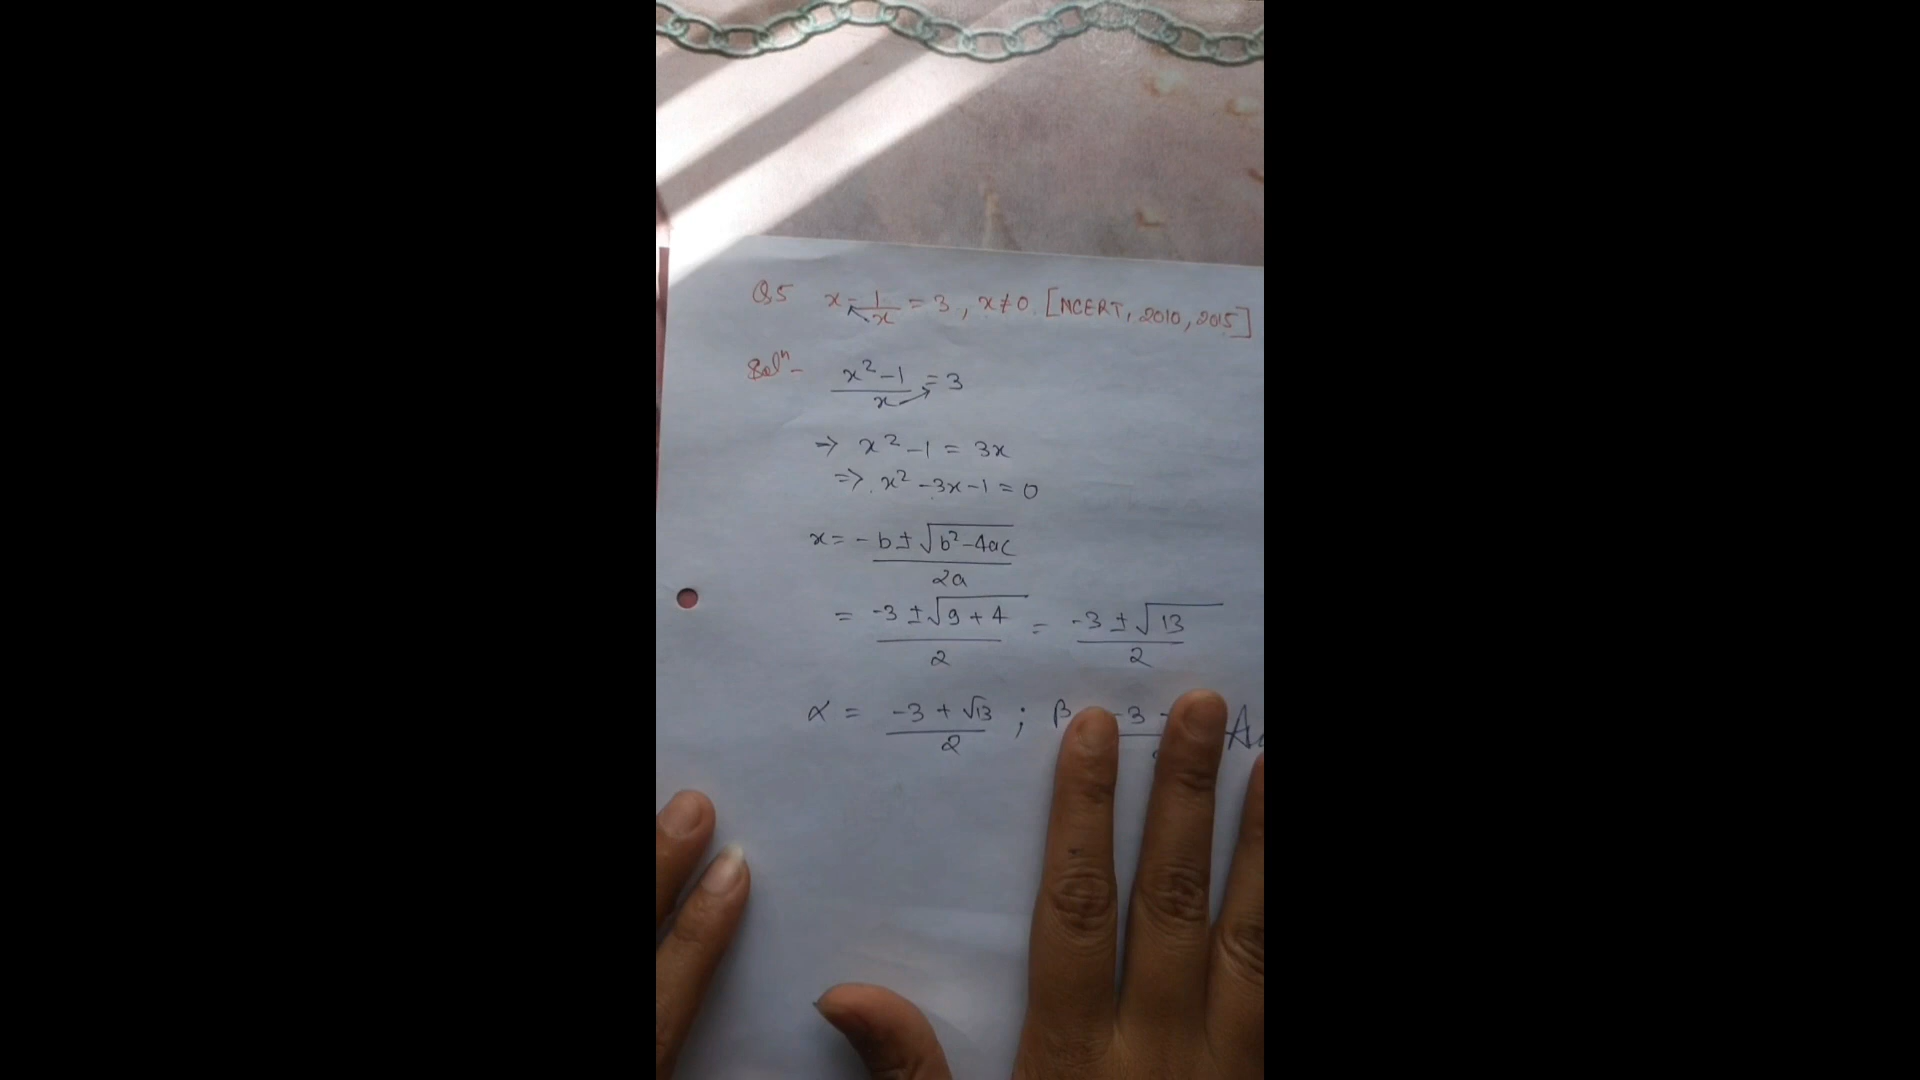 Q5 x - 1/x = 3, x ≠ 0. [NCERT, 2010, 2015]
Solⁿ - (x² - 1)/x = 3
⇒ x² - 1 = 3x
⇒ x² - 3x - 1 = 0
x = (-b ± √(b² - 4ac))/2a
= (-3 ± √(9 + 4))/2 = (-3 ± √13)/2
α = (-3 + √13)/2 ; β -3 -